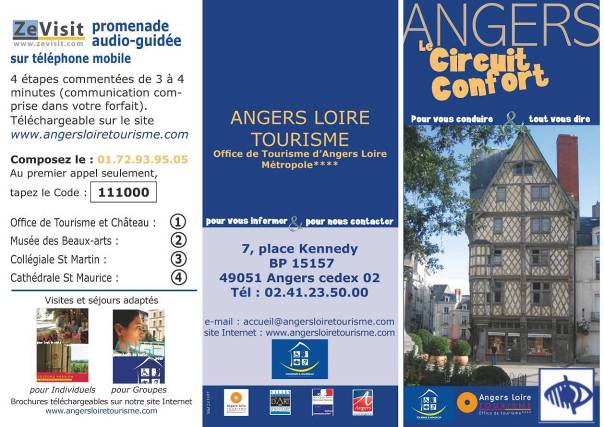 ZeVisit
www.zevisit.com
promenade
audio-guidée
sur téléphone mobile
4 étapes commentées de 3 à 4
minutes (communication com-
prise dans votre forfait).
Téléchargeable sur le site
www.angersloiretourisme.com
Composez le : 01.72.93.95.05
Au premier appel seulement,
tapez le Code : 111000
Office de Tourisme et Château : 1
Musée des Beaux-arts : 2
Collégiale St Martin : 3
Cathédrale St Maurice : 4
Visites et séjours adaptés
pour Individuels
pour Groupes
Brochures téléchargeables sur notre site Internet
www.angersloiretourisme.com
ANGERS LOIRE
TOURISME
Office de Tourisme d'Angers Loire
Métropole****
pour vous informer & pour nous contacter
7, place Kennedy
BP 15157
49051 Angers cedex 02
Tél : 02.41.23.50.00
e-mail : accueil@angersloiretourisme.com
site Internet : www.angersloiretourisme.com
Angers
ANGERS
Le Circuit
Confort
Pour vous conduire & tout vous dire
Angers Loire
TOURISME
Office de tourisme****